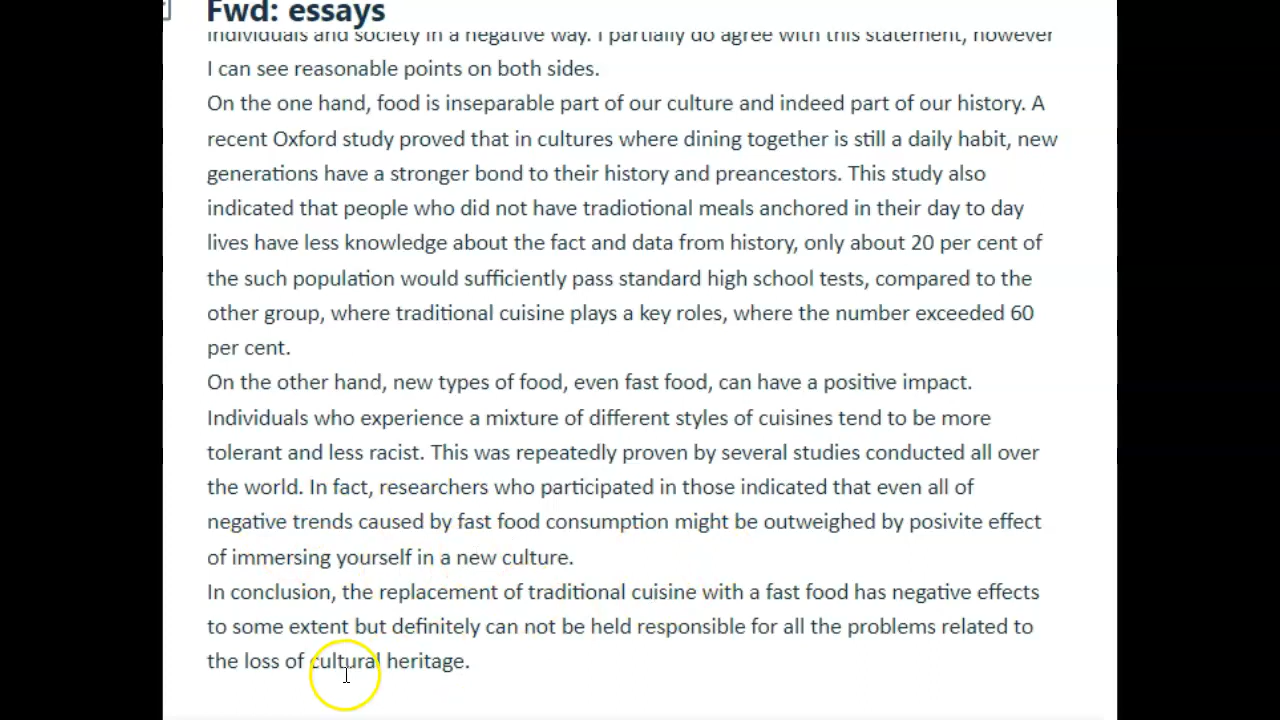 Fwd: essays
individuals and society in a negative way. I partially do agree with this statement, however
I can see reasonable points on both sides.
On the one hand, food is inseparable part of our culture and indeed part of our history. A
recent Oxford study proved that in cultures where dining together is still a daily habit, new
generations have a stronger bond to their history and preancestors. This study also
indicated that people who did not have tradiotional meals anchored in their day to day
lives have less knowledge about the fact and data from history, only about 20 per cent of
the such population would sufficiently pass standard high school tests, compared to the
other group, where traditional cuisine plays a key roles, where the number exceeded 60
per cent.
On the other hand, new types of food, even fast food, can have a positive impact.
Individuals who experience a mixture of different styles of cuisines tend to be more
tolerant and less racist. This was repeatedly proven by several studies conducted all over
the world. In fact, researchers who participated in those indicated that even all of
negative trends caused by fast food consumption might be outweighed by posivite effect
of immersing yourself in a new culture.
In conclusion, the replacement of traditional cuisine with a fast food has negative effects
to some extent but definitely can not be held responsible for all the problems related to
the loss of cultural heritage.